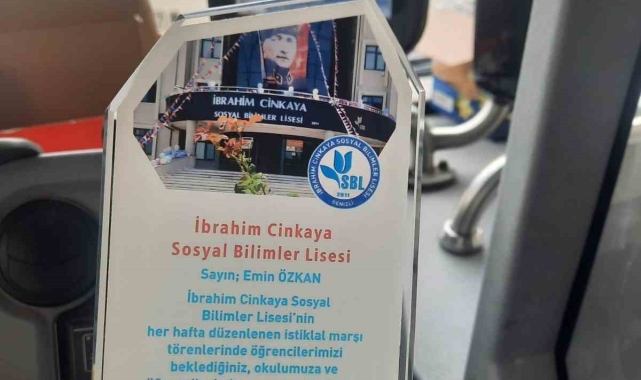 İBRAHİM CİNKAYA
SOSYAL BİLİMLER LİSESİ
İBRAHİM CİNKAYA SOSYAL BİLİMLER LİSESİ
SBL
2011
DENİZLİ
İbrahim Cinkaya
Sosyal Bilimler Lisesi
Sayın; Emin ÖZKAN
İbrahim Cinkaya Sosyal
Bilimler Lisesi'nin
her hafta düzenlenen istiklal marşı
törenlerinde öğrencilerimizi
beklediğiniz, okulumuza ve